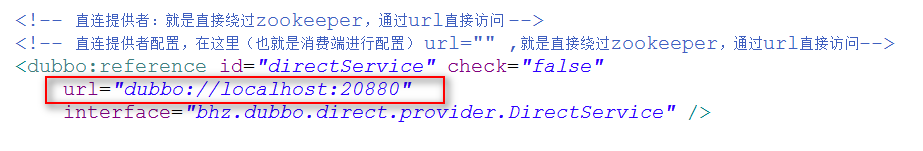 <!-- 直连提供者：就是直接绕过zookeeper，通过url直接访问 -->
<!-- 直连提供者配置，在这里（也就是消费端进行配置） url="" ,就是直接绕过zookeeper，通过url直接访问-->
<dubbo:reference id="directService" check="false"
url="dubbo://localhost:20880"
interface="bhz.dubbo.direct.provider.DirectService" />